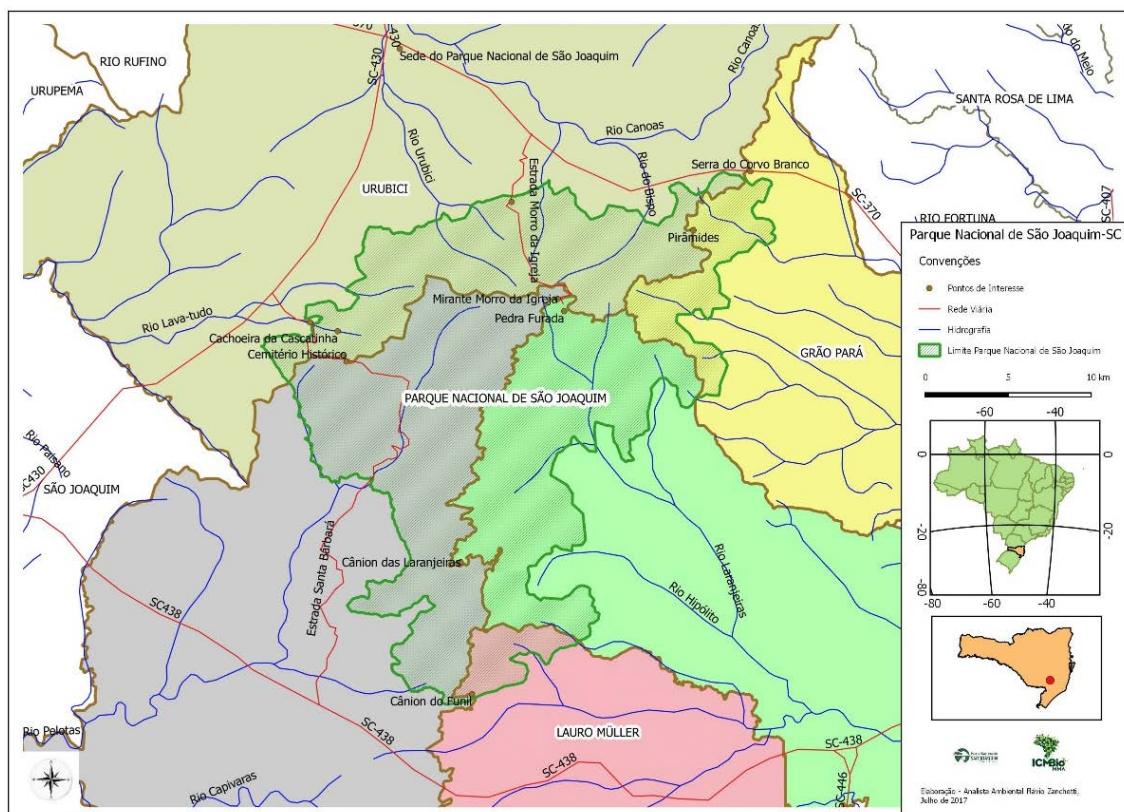 SC-370
SC-430
SC-430
Sede do Parque Nacional de São Joaquim
Rio Canoas
RIO RUFINO
URUPEMA
SANTA ROSA DE LIMA
Rio Canoas
Rio Urubici
Estrada Morro da Igreja
Rio do Bispo
Serra do Corvo Branco
URUBICI
SC-370
SC-407
RIO FORTUNA
Pirâmides
Mirante Morro da Igreja
Pedra Furada
Rio Lava-tudo
Cachoeira da Cascatinha
Cemitério Histórico
GRÃO PARÁ
PARQUE NACIONAL DE SÃO JOAQUIM
SC430
SÃO JOAQUIM
Cânion das Laranjeiras
Estrada Santa Bárbará
Rio Laranjeiras
Rio Hipólito
SC438
Cânion do Funil
Rio Pelotas
SC-438
LAURO MÜLLER
SC-438
SC-438
SC-446
Rio Capivaras
Parque Nacional de São Joaquim-SC
Convenções
Pontos de Interesse
Rede Viária
Hidrografia
Limite Parque Nacional de São Joaquim
0 5 10 km
-60 -40
0 0
-20 -20
-80
-80 -60 -40
ICMBio
MMA
Elaboração - Analista Ambiental Flávio Zanchetti,
Julho de 2017